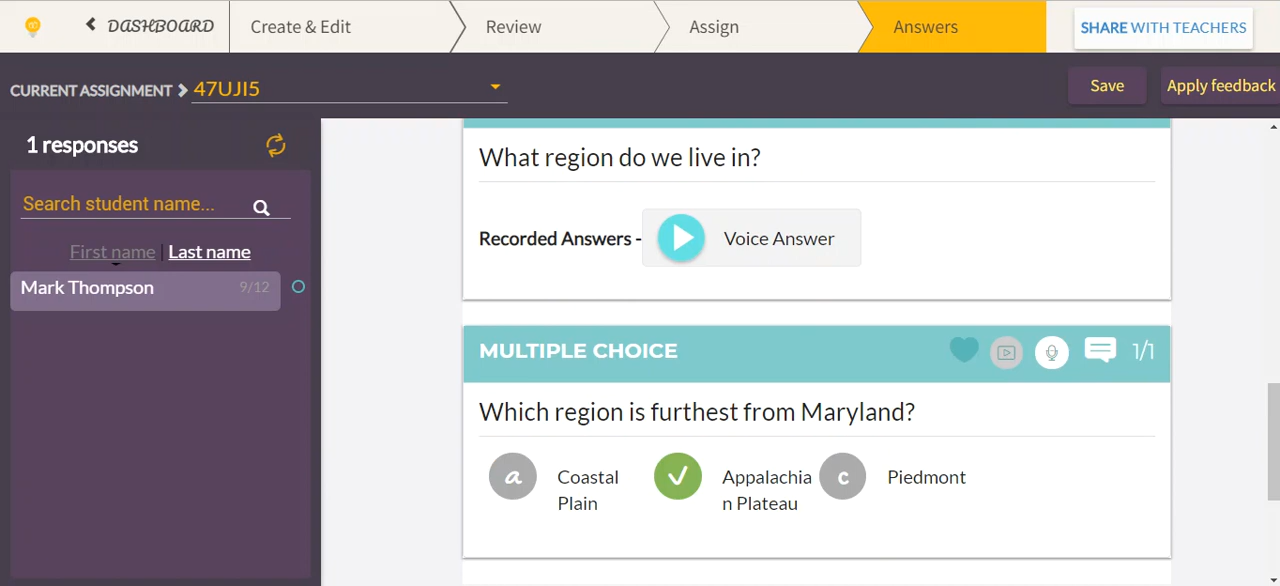 DASHBOARD
Create & Edit
Review
Assign
Answers
SHARE WITH TEACHERS
CURRENT ASSIGNMENT
47UJI5
Save
Apply feedback
1 responses
Search student name...
First name | Last name
Mark Thompson 9/12
What region do we live in?
Recorded Answers -
Voice Answer
MULTIPLE CHOICE
1/1
Which region is furthest from Maryland?
a
Coastal
Plain
Appalachia
n Plateau
c
Piedmont